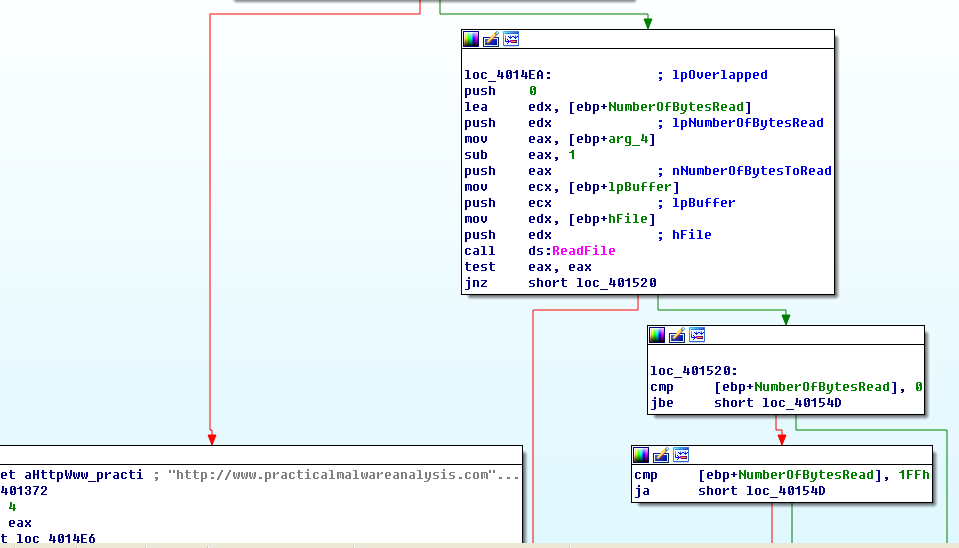 loc_4014EA: ; lpOverlapped
push 0
lea edx, [ebp+NumberOfBytesRead]
push edx ; lpNumberOfBytesRead
mov eax, [ebp+arg_4]
sub eax, 1
push eax ; nNumberOfBytesToRead
mov ecx, [ebp+lpBuffer]
push ecx ; lpBuffer
mov edx, [ebp+hFile]
push edx ; hFile
call ds:ReadFile
test eax, eax
jnz short loc_401520
loc_401520:
cmp [ebp+NumberOfBytesRead], 0
jbe short loc_40154D
et aHttpWww_practi ; "http://www.practicalmalwareanalysis.com"...
401372
4
eax
t loc_4014E6
cmp [ebp+NumberOfBytesRead], 1FFh
ja short loc_40154D